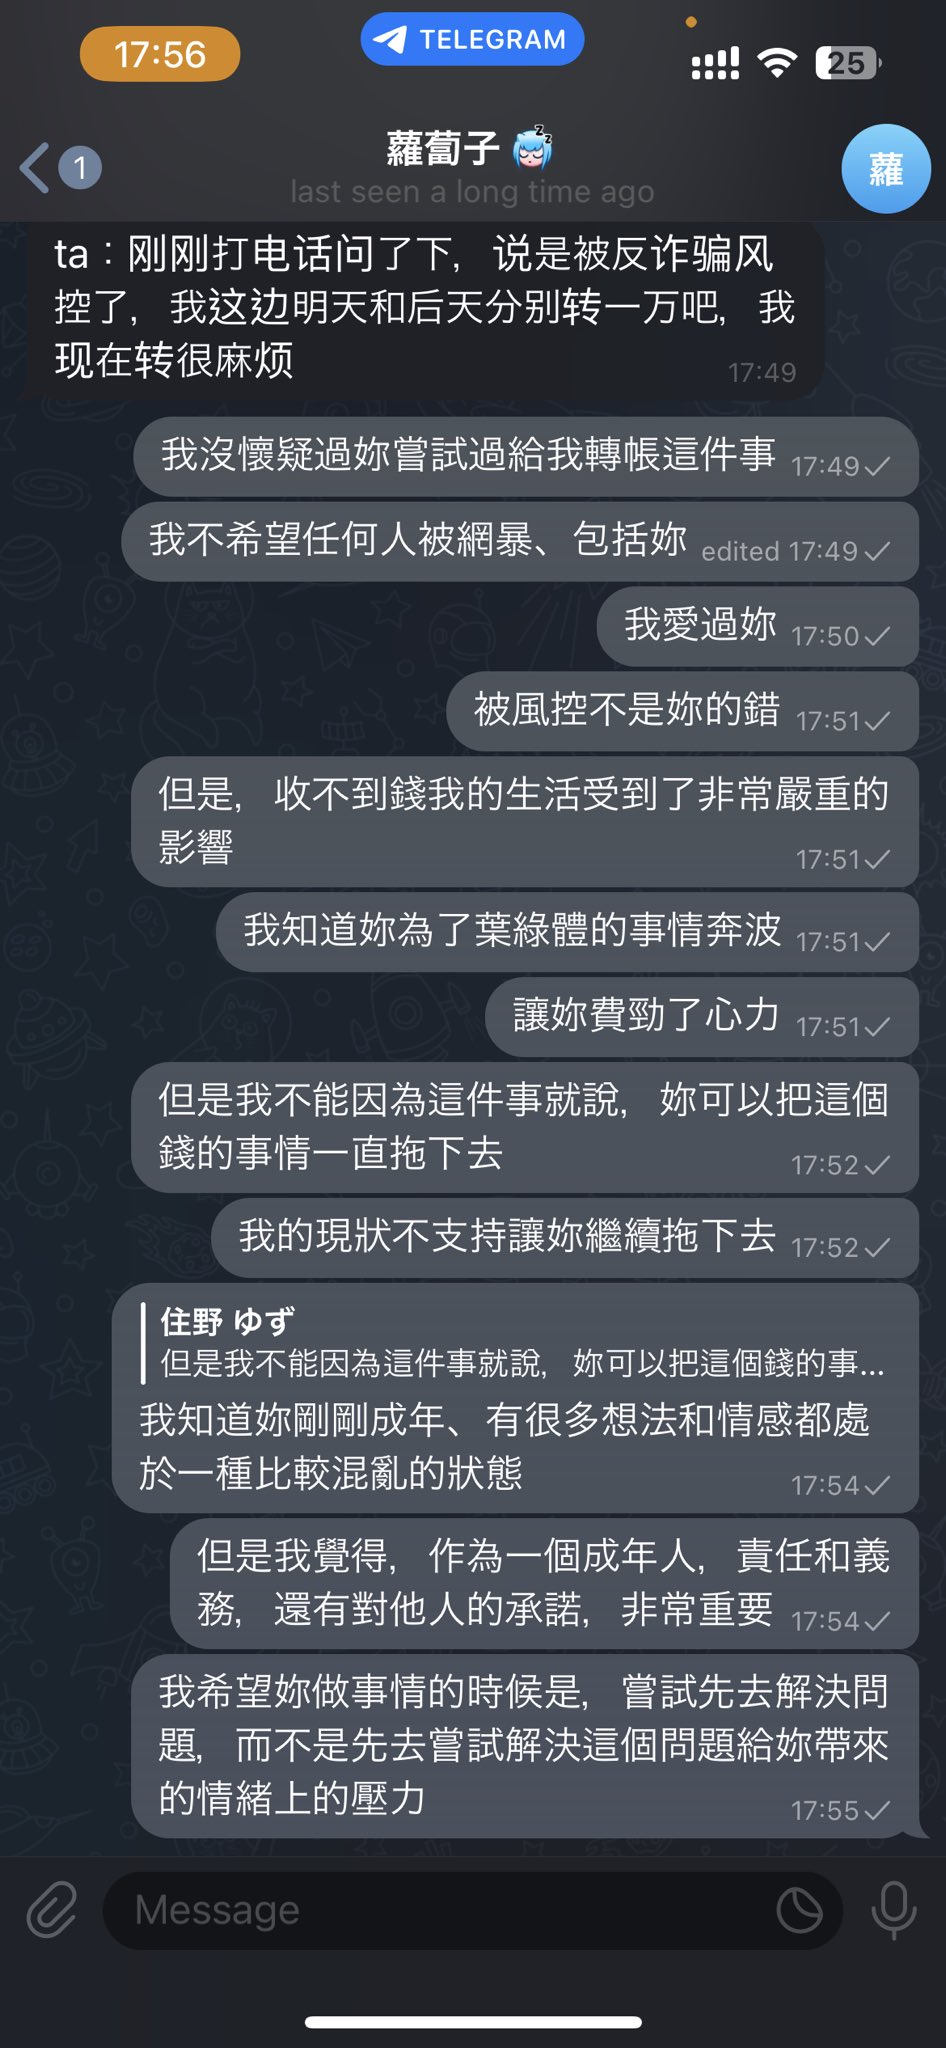 17:56
TELEGRAM
25
1
蘿蔔子
last seen a long time ago
蘿
ta：刚刚打电话问了下，说是被反诈骗风
控了，我这边明天和后天分别转一万吧，我
现在转很麻烦
17:49
我沒懷疑過妳嘗試過給我轉帳這件事 17:49
我不希望任何人被網暴、包括妳 edited 17:49
我愛過妳 17:50
被風控不是妳的錯 17:51
但是，收不到錢我的生活受到了非常嚴重的
影響 17:51
我知道妳為了葉綠體的事情奔波 17:51
讓妳費勁了心力 17:51
但是我不能因為這件事就說，妳可以把這個
錢的事情一直拖下去 17:52
我的現狀不支持讓妳繼續拖下去 17:52
住野 ゆず
但是我不能因為這件事就說，妳可以把這個錢的事...
我知道妳剛剛成年、有很多想法和情感都處
於一種比較混亂的狀態 17:54
但是我覺得，作為一個成年人，責任和義
務，還有對他人的承諾，非常重要 17:54
我希望妳做事情的時候是，嘗試先去解決問
題，而不是先去嘗試解決這個問題給妳帶來
的情緒上的壓力 17:55
Message